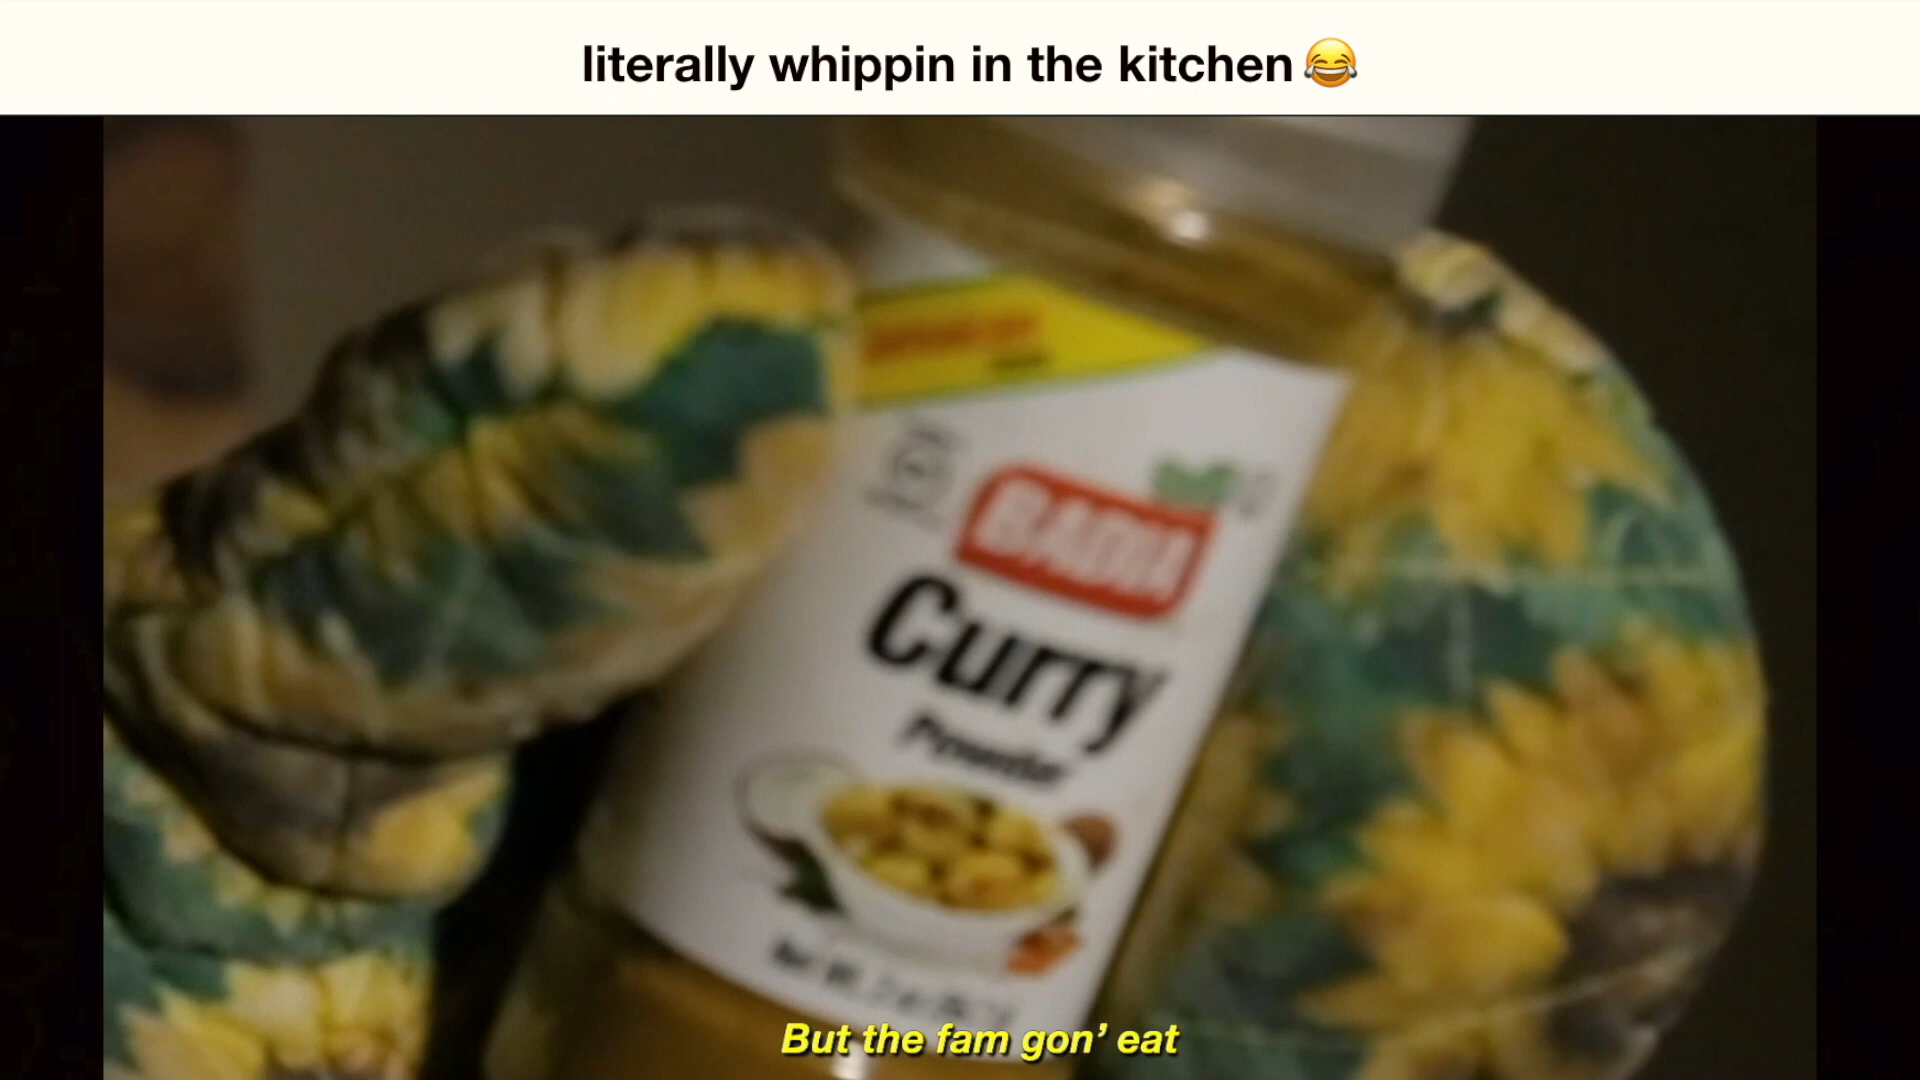 literally whippin in the kitchen😂
BADIA
Curry
Powder
But the fam gon’ eat